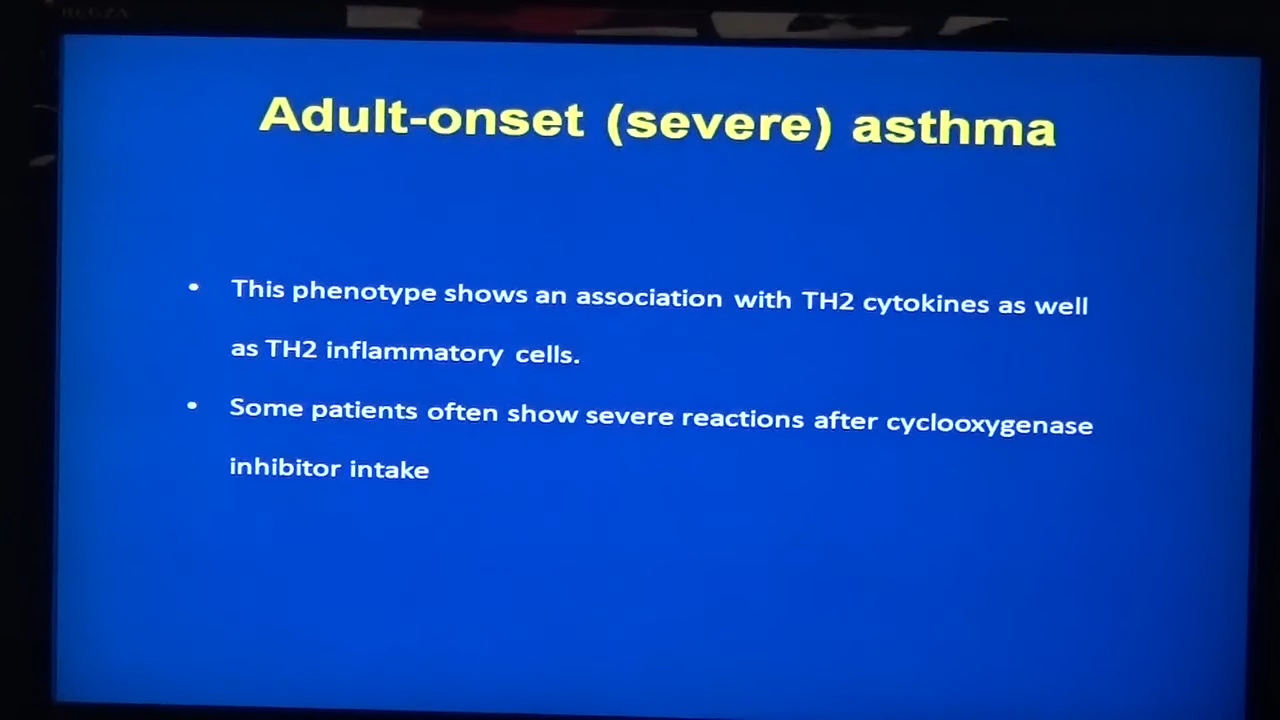 Adult-onset (severe) asthma
• This phenotype shows an association with TH2 cytokines as well
as TH2 inflammatory cells.
• Some patients often show severe reactions after cyclooxygenase
inhibitor intake